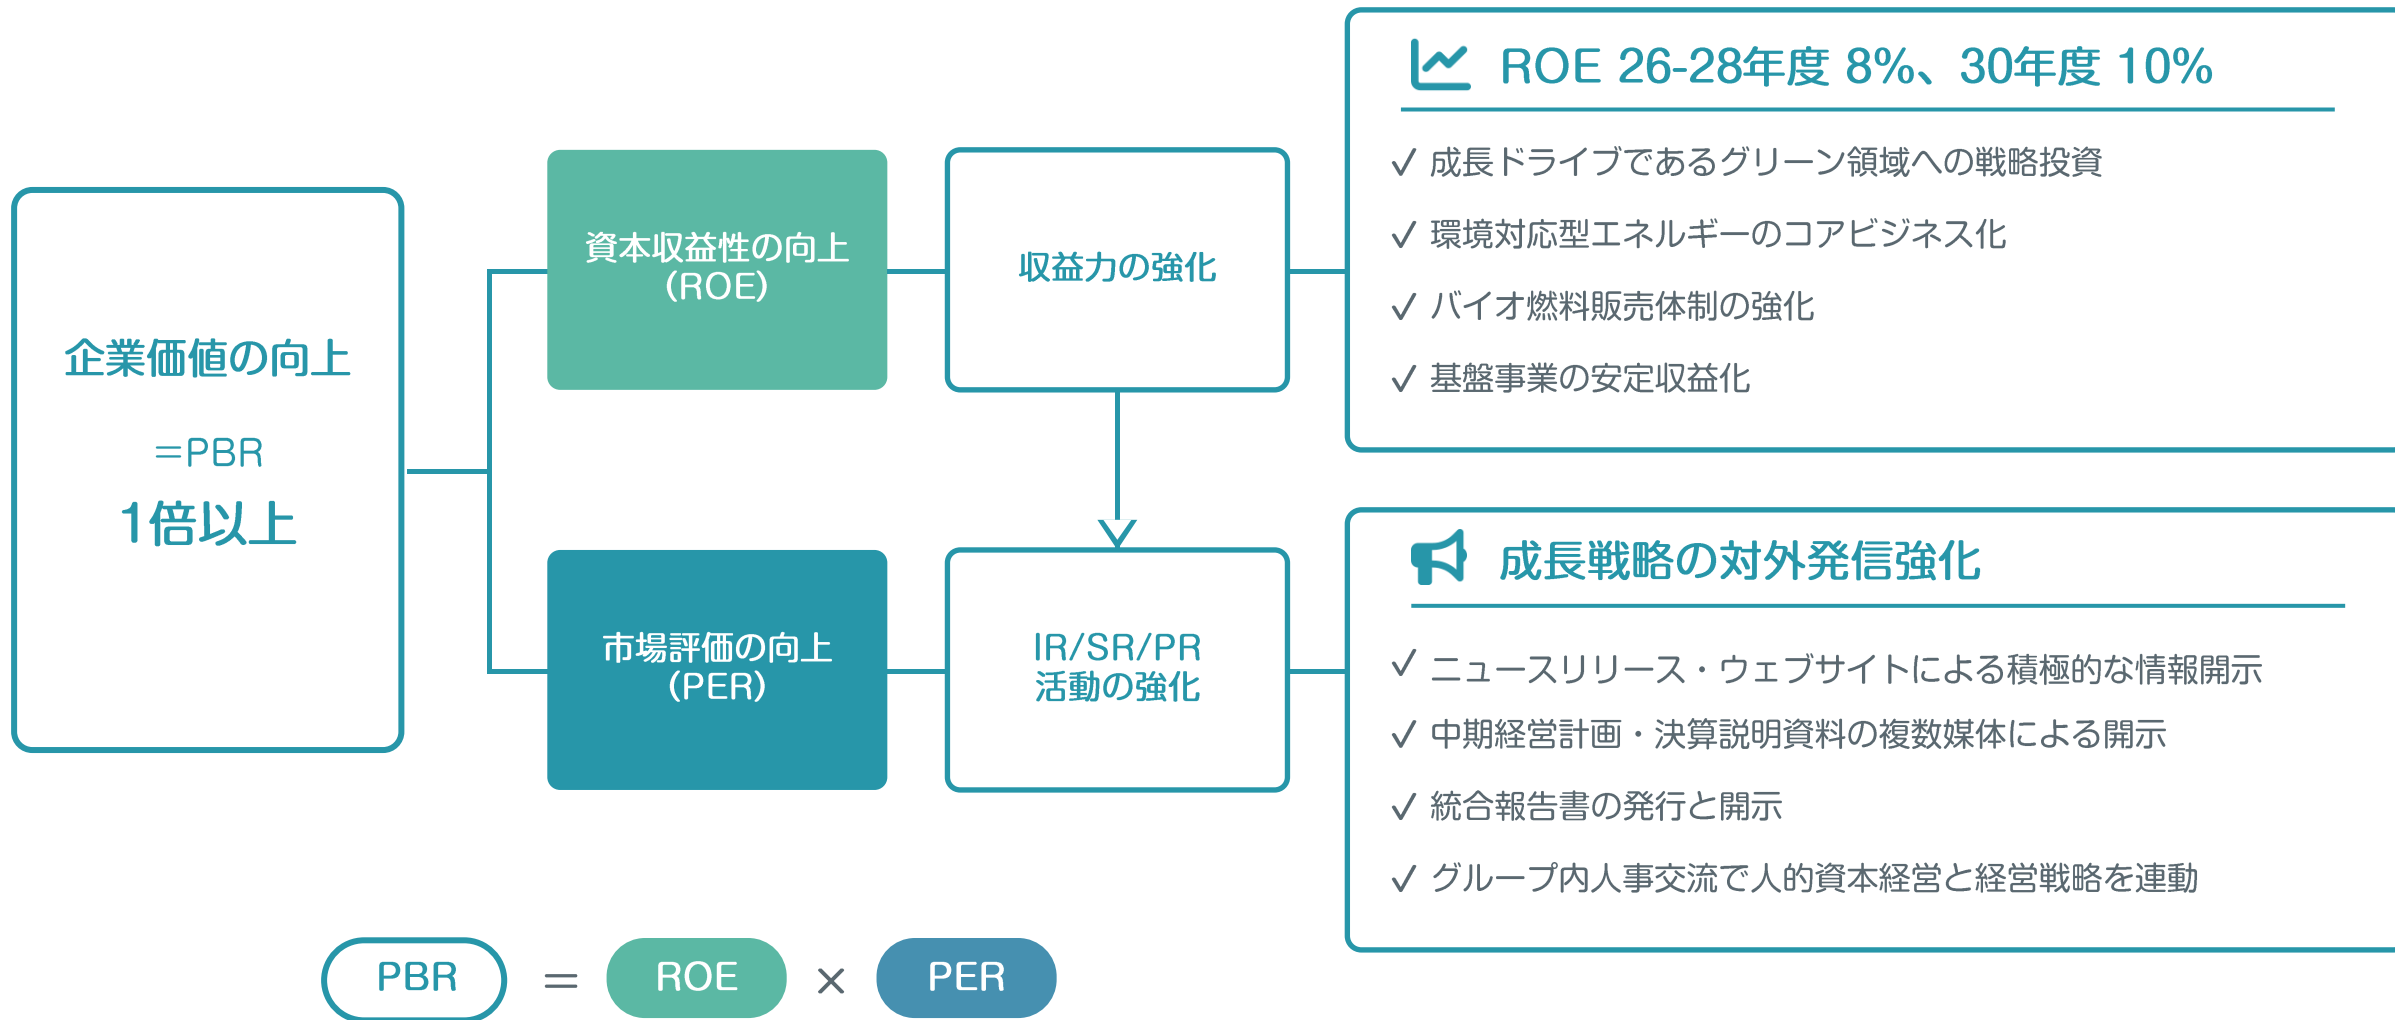 企業価値の向上
=PBR
1倍以上
資本収益性の向上
(ROE)
収益力の強化
ROE 26-28年度 8%、30年度 10%
✓ 成長ドライブであるグリーン領域への戦略投資
✓ 環境対応型エネルギーのコアビジネス化
✓ バイオ燃料販売体制の強化
✓ 基盤事業の安定収益化
市場評価の向上
(PER)
IR/SR/PR
活動の強化
成長戦略の対外発信強化
✓ ニュースリリース・ウェブサイトによる積極的な情報開示
✓ 中期経営計画・決算説明資料の複数媒体による開示
✓ 統合報告書の発行と開示
✓ グループ内人事交流で人的資本経営と経営戦略を連動
PBR = ROE × PER